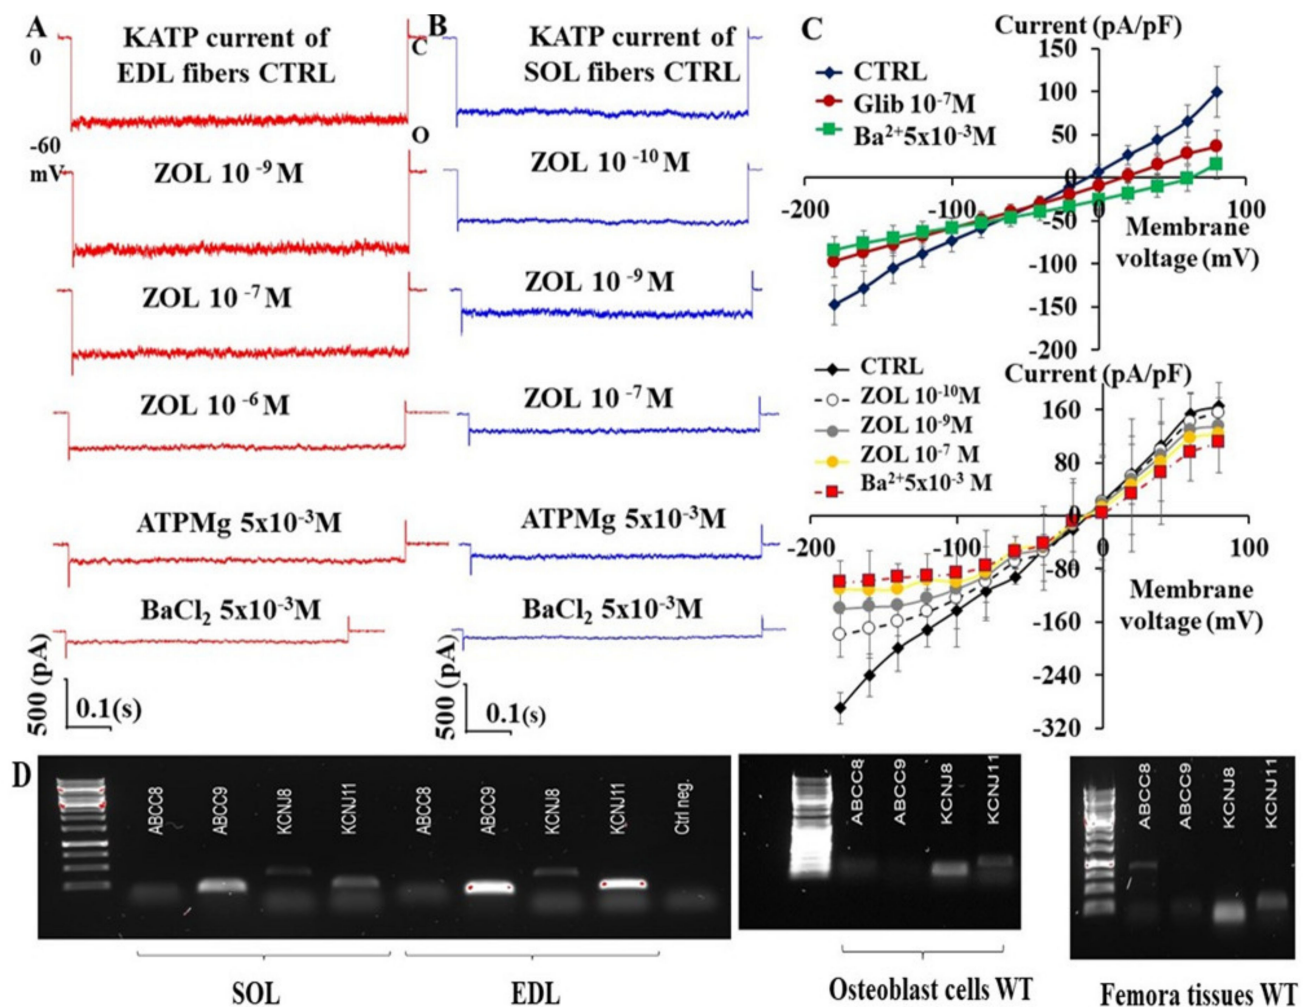 A
0
-60
mV
KATP current of
EDL fibers CTRL
ZOL 10 -9 M
ZOL 10 -7 M
ZOL 10 -6 M
ATPMg 5x10-3M
BaCl2 5x10-3M
500 (pA)
0.1(s)
B
C
O
KATP current of
SOL fibers CTRL
ZOL 10 -10 M
ZOL 10 -9 M
ZOL 10 -7 M
ATPMg 5x10-3M
BaCl2 5x10-3M
500 (pA)
0.1(s)
C
Current (pA/pF)
CTRL
Glib 10-7M
Ba2+5x10-3M
150
100
50
0
-50
-100
-150
-200
-200
-100
0
100
Membrane
voltage (mV)
Current (pA/pF)
CTRL
ZOL 10-10M
ZOL 10-9M
ZOL 10-7 M
Ba2+5x10-3 M
160
80
0
-80
-160
-240
-320
-200
-100
0
100
Membrane
voltage (mV)
D
ABCC8
ABCC9
KCNJ8
KCNJ11
ABCC8
ABCC9
KCNJ8
KCNJ11
Ctrl neg.
SOL
EDL
ABCC8
ABCC9
KCNJ8
KCNJ11
Osteoblast cells WT
ABCC8
ABCC9
KCNJ8
KCNJ11
Femora tissues WT